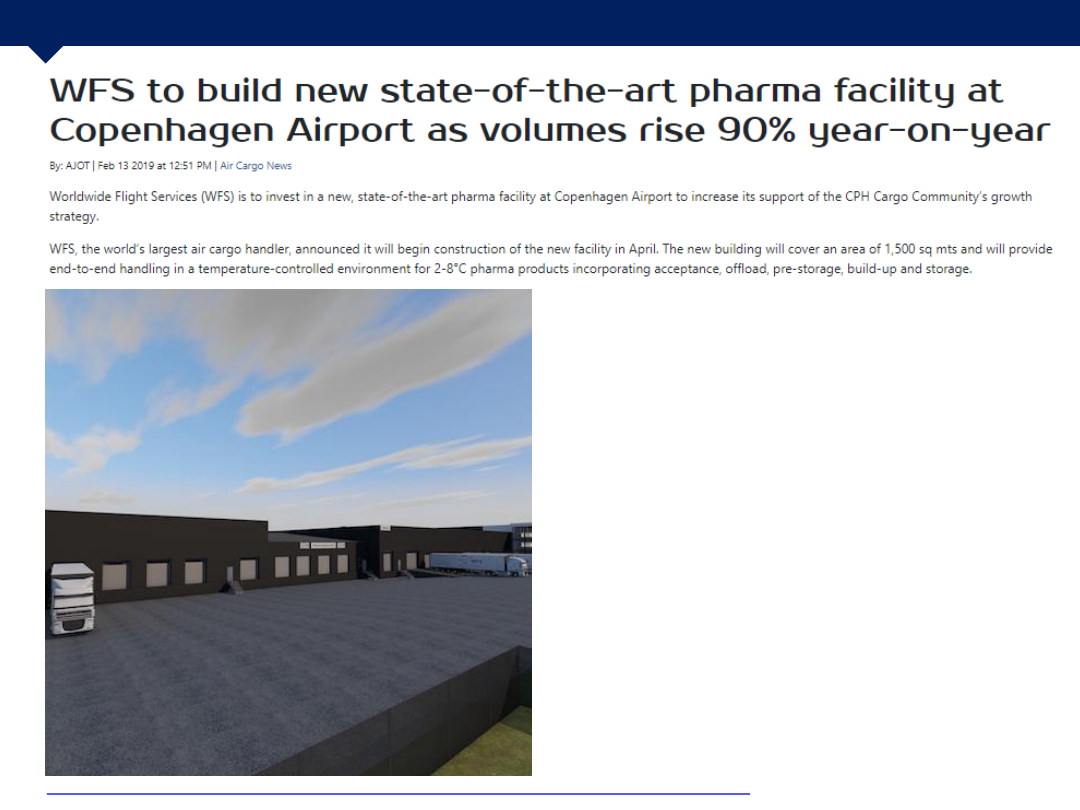 WFS to build new state-of-the-art pharma facility at
Copenhagen Airport as volumes rise 90% year-on-year
By: AJOT | Feb 13 2019 at 12:51 PM | Air Cargo News
Worldwide Flight Services (WFS) is to invest in a new, state-of-the-art pharma facility at Copenhagen Airport to increase its support of the CPH Cargo Community's growth
strategy.
WFS, the world's largest air cargo handler, announced it will begin construction of the new facility in April. The new building will cover an area of 1,500 sq mts and will provide
end-to-end handling in a temperature-controlled environment for 2-8°C pharma products incorporating acceptance, offload, pre-storage, build-up and storage.